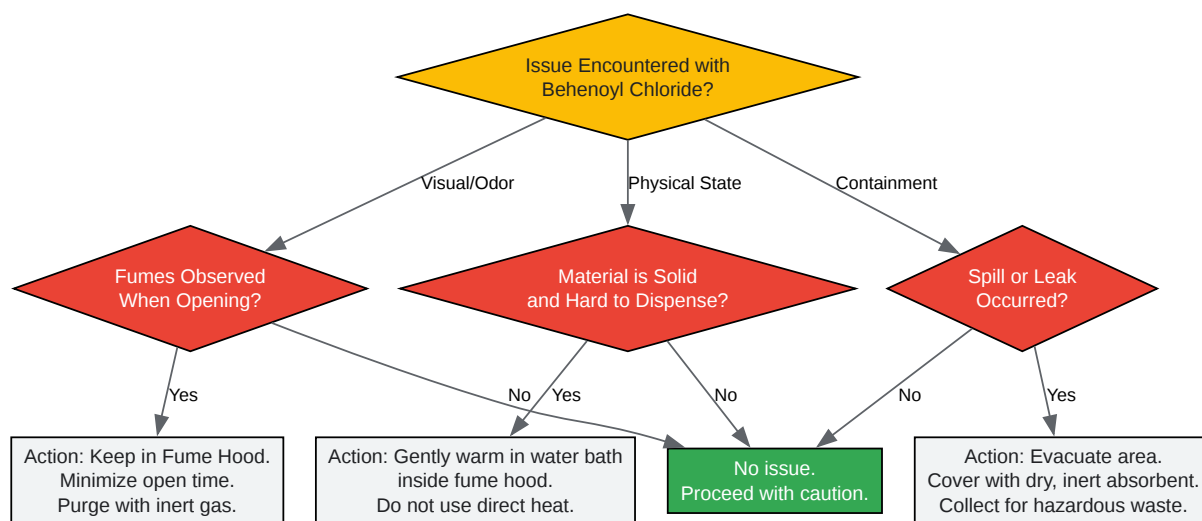 Issue Encountered with
Behenoyl Chloride?
Visual/Odor
Physical State
Containment
Fumes Observed
When Opening?
Material is Solid
and Hard to Dispense?
Spill or Leak
Occurred?
Yes
No
Yes
No
No
Yes
Action: Keep in Fume Hood.
Minimize open time.
Purge with inert gas.
Action: Gently warm in water bath
inside fume hood.
Do not use direct heat.
No issue.
Proceed with caution.
Action: Evacuate area.
Cover with dry, inert absorbent.
Collect for hazardous waste.